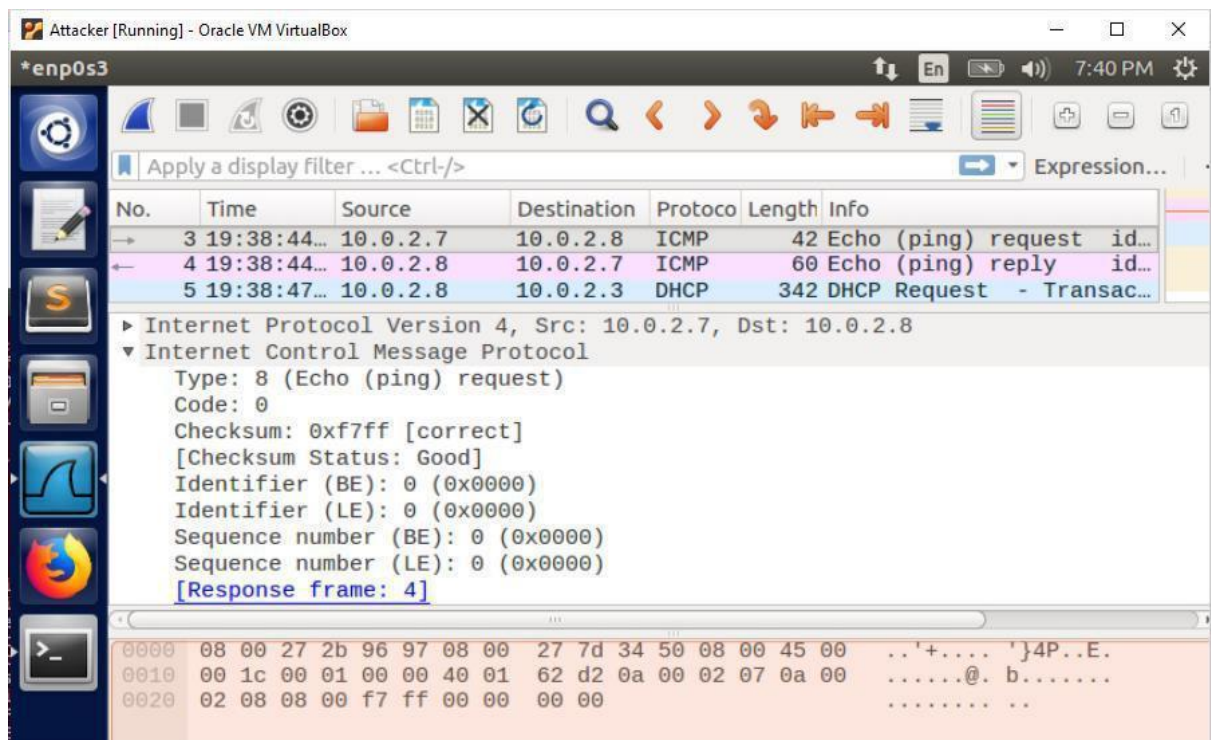 Attacker [Running] - Oracle VM VirtualBox
*enp0s3 En 7:40 PM
Apply a display filter ... <Ctrl-/> Expression...
No. Time Source Destination Protoco Length Info
3 19:38:44… 10.0.2.7 10.0.2.8 ICMP 42 Echo (ping) request id…
4 19:38:44… 10.0.2.8 10.0.2.7 ICMP 60 Echo (ping) reply id…
5 19:38:47… 10.0.2.8 10.0.2.3 DHCP 342 DHCP Request - Transac…
Internet Protocol Version 4, Src: 10.0.2.7, Dst: 10.0.2.8
Internet Control Message Protocol
Type: 8 (Echo (ping) request)
Code: 0
Checksum: 0xf7ff [correct]
[Checksum Status: Good]
Identifier (BE): 0 (0x0000)
Identifier (LE): 0 (0x0000)
Sequence number (BE): 0 (0x0000)
Sequence number (LE): 0 (0x0000)
[Response frame: 4]
0000 08 00 27 2b 96 97 08 00 27 7d 34 50 08 00 45 00 ..'+.... '}4P..E.
0010 00 1c 00 01 00 00 40 01 62 d2 0a 00 02 07 0a 00 ......@. b.......
0020 02 08 08 00 f7 ff 00 00 00 00 ........ ..